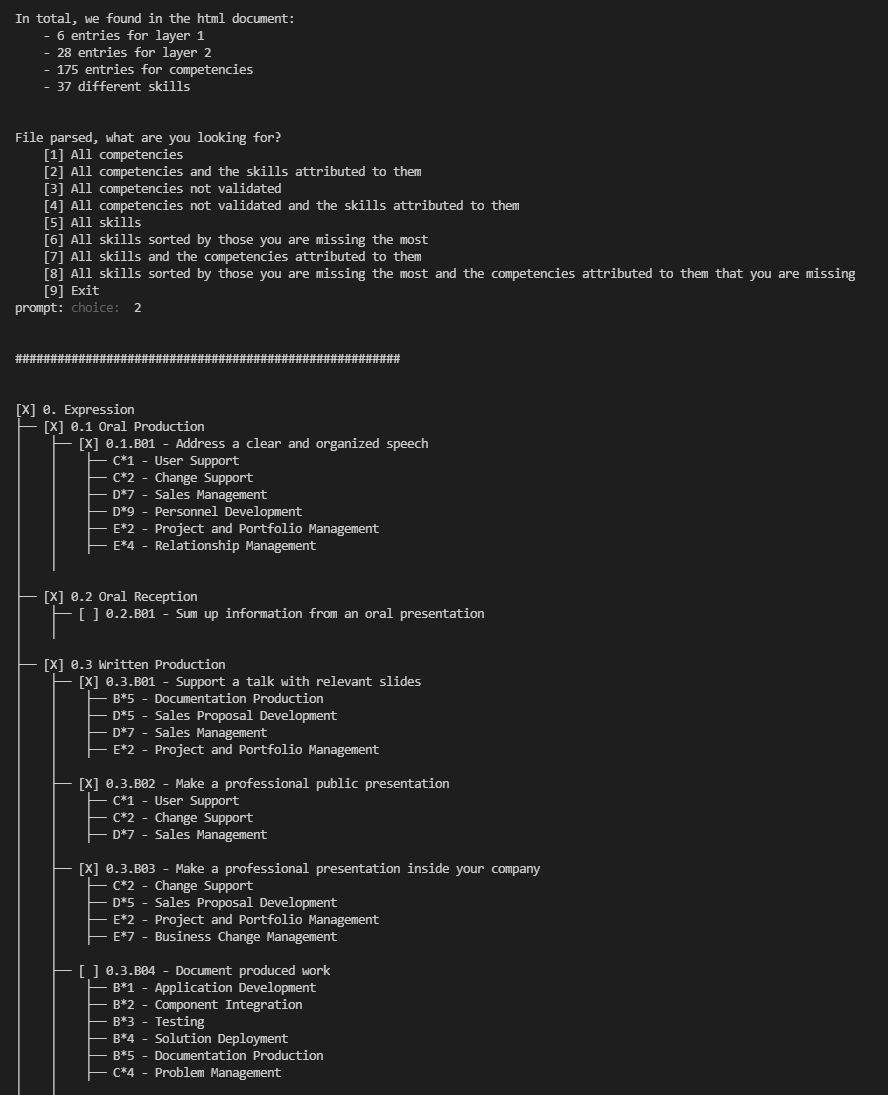 In total, we found in the html document:
    - 6 entries for layer 1
    - 28 entries for layer 2
    - 175 entries for competencies
    - 37 different skills
File parsed, what are you looking for?
    [1] All competencies
    [2] All competencies and the skills attributed to them
    [3] All competencies not validated
    [4] All competencies not validated and the skills attributed to them
    [5] All skills
    [6] All skills sorted by those you are missing the most
    [7] All skills and the competencies attributed to them
    [8] All skills sorted by those you are missing the most and the competencies attributed to them that you are missing
    [9] Exit
prompt: choice:  2
#######################################################
[X] 0. Expression
├── [X] 0.1 Oral Production
│    ├── [X] 0.1.B01 - Address a clear and organized speech
│    │    ├── C*1 - User Support
│    │    ├── C*2 - Change Support
│    │    ├── D*7 - Sales Management
│    │    ├── D*9 - Personnel Development
│    │    ├── E*2 - Project and Portfolio Management
│    │    ├── E*4 - Relationship Management
├── [X] 0.2 Oral Reception
│    ├── [ ] 0.2.B01 - Sum up information from an oral presentation
├── [X] 0.3 Written Production
│    ├── [X] 0.3.B01 - Support a talk with relevant slides
│    │    ├── B*5 - Documentation Production
│    │    ├── D*5 - Sales Proposal Development
│    │    ├── D*7 - Sales Management
│    │    ├── E*2 - Project and Portfolio Management
│    ├── [X] 0.3.B02 - Make a professional public presentation
│    │    ├── C*1 - User Support
│    │    ├── C*2 - Change Support
│    │    ├── D*7 - Sales Management
│    ├── [X] 0.3.B03 - Make a professional presentation inside your company
│    │    ├── C*2 - Change Support
│    │    ├── D*5 - Sales Proposal Development
│    │    ├── E*2 - Project and Portfolio Management
│    │    ├── E*7 - Business Change Management
│    ├── [ ] 0.3.B04 - Document produced work
│    │    ├── B*1 - Application Development
│    │    ├── B*2 - Component Integration
│    │    ├── B*3 - Testing
│    │    ├── B*4 - Solution Deployment
│    │    ├── B*5 - Documentation Production
│    │    ├── C*4 - Problem Management